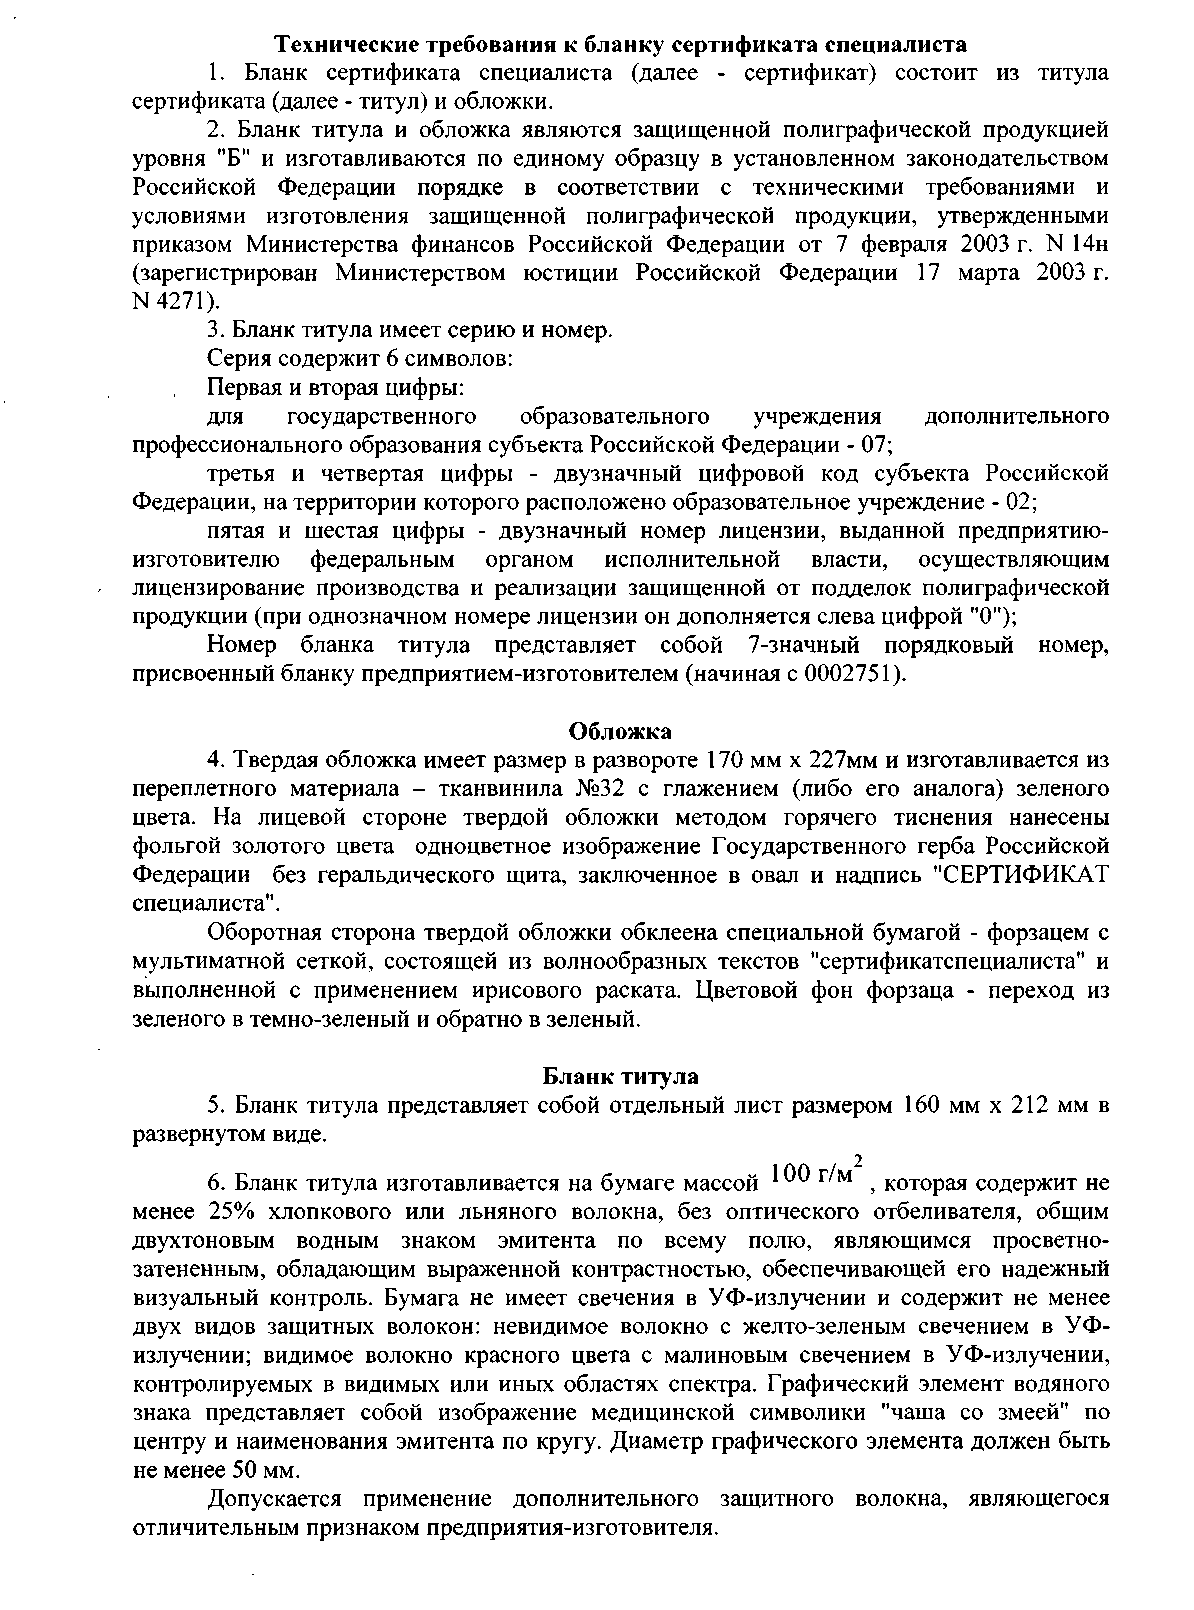 Технические требования к бланку сертификата специалиста
1. Бланк сертификата специалиста (далее - сертификат) состоит из титула
сертификата (далее - титул) и обложки.
2. Бланк титула и обложка являются защищенной полиграфической продукцией
уровня "Б" и изготавливаются по единому образцу в установленном законодательством
Российской Федерации порядке в соответствии с техническими требованиями и
условиями изготовления защищенной полиграфической продукции, утвержденными
приказом Министерства финансов Российской Федерации от 7 февраля 2003 г. N 14н
(зарегистрирован Министерством юстиции Российской Федерации 17 марта 2003 г.
N 4271).
3. Бланк титула имеет серию и номер.
Серия содержит 6 символов:
Первая и вторая цифры:
для государственного образовательного учреждения дополнительного
профессионального образования субъекта Российской Федерации - 07;
третья и четвертая цифры - двузначный цифровой код субъекта Российской
Федерации, на территории которого расположено образовательное учреждение - 02;
пятая и шестая цифры - двузначный номер лицензии, выданной предприятию-
изготовителю федеральным органом исполнительной власти, осуществляющим
лицензирование производства и реализации защищенной от подделок полиграфической
продукции (при однозначном номере лицензии он дополняется слева цифрой "0");
Номер бланка титула представляет собой 7-значный порядковый номер,
присвоенный бланку предприятием-изготовителем (начиная с 0002751).
Обложка
4. Твердая обложка имеет размер в развороте 170 мм х 227мм и изготавливается из
переплетного материала – тканвинила №32 с глажением (либо его аналога) зеленого
цвета. На лицевой стороне твердой обложки методом горячего тиснения нанесены
фольгой золотого цвета одноцветное изображение Государственного герба Российской
Федерации без геральдического щита, заключенное в овал и надпись "СЕРТИФИКАТ
специалиста".
Оборотная сторона твердой обложки обклеена специальной бумагой - форзацем с
мультиматной сеткой, состоящей из волнообразных текстов "сертификатспециалиста" и
выполненной с применением ирисового раската. Цветовой фон форзаца - переход из
зеленого в темно-зеленый и обратно в зеленый.
Бланк титула
5. Бланк титула представляет собой отдельный лист размером 160 мм х 212 мм в
развернутом виде.
6. Бланк титула изготавливается на бумаге массой 100 г/м², которая содержит не
менее 25% хлопкового или льняного волокна, без оптического отбеливателя, общим
двухтоновым водным знаком эмитента по всему полю, являющимся просветно-
затененным, обладающим выраженной контрастностью, обеспечивающей его надежный
визуальный контроль. Бумага не имеет свечения в УФ-излучении и содержит не менее
двух видов защитных волокон: невидимое волокно с желто-зеленым свечением в УФ-
излучении; видимое волокно красного цвета с малиновым свечением в УФ-излучении,
контролируемых в видимых или иных областях спектра. Графический элемент водяного
знака представляет собой изображение медицинской символики "чаша со змеей" по
центру и наименования эмитента по кругу. Диаметр графического элемента должен быть
не менее 50 мм.
Допускается применение дополнительного защитного волокна, являющегося
отличительным признаком предприятия-изготовителя.